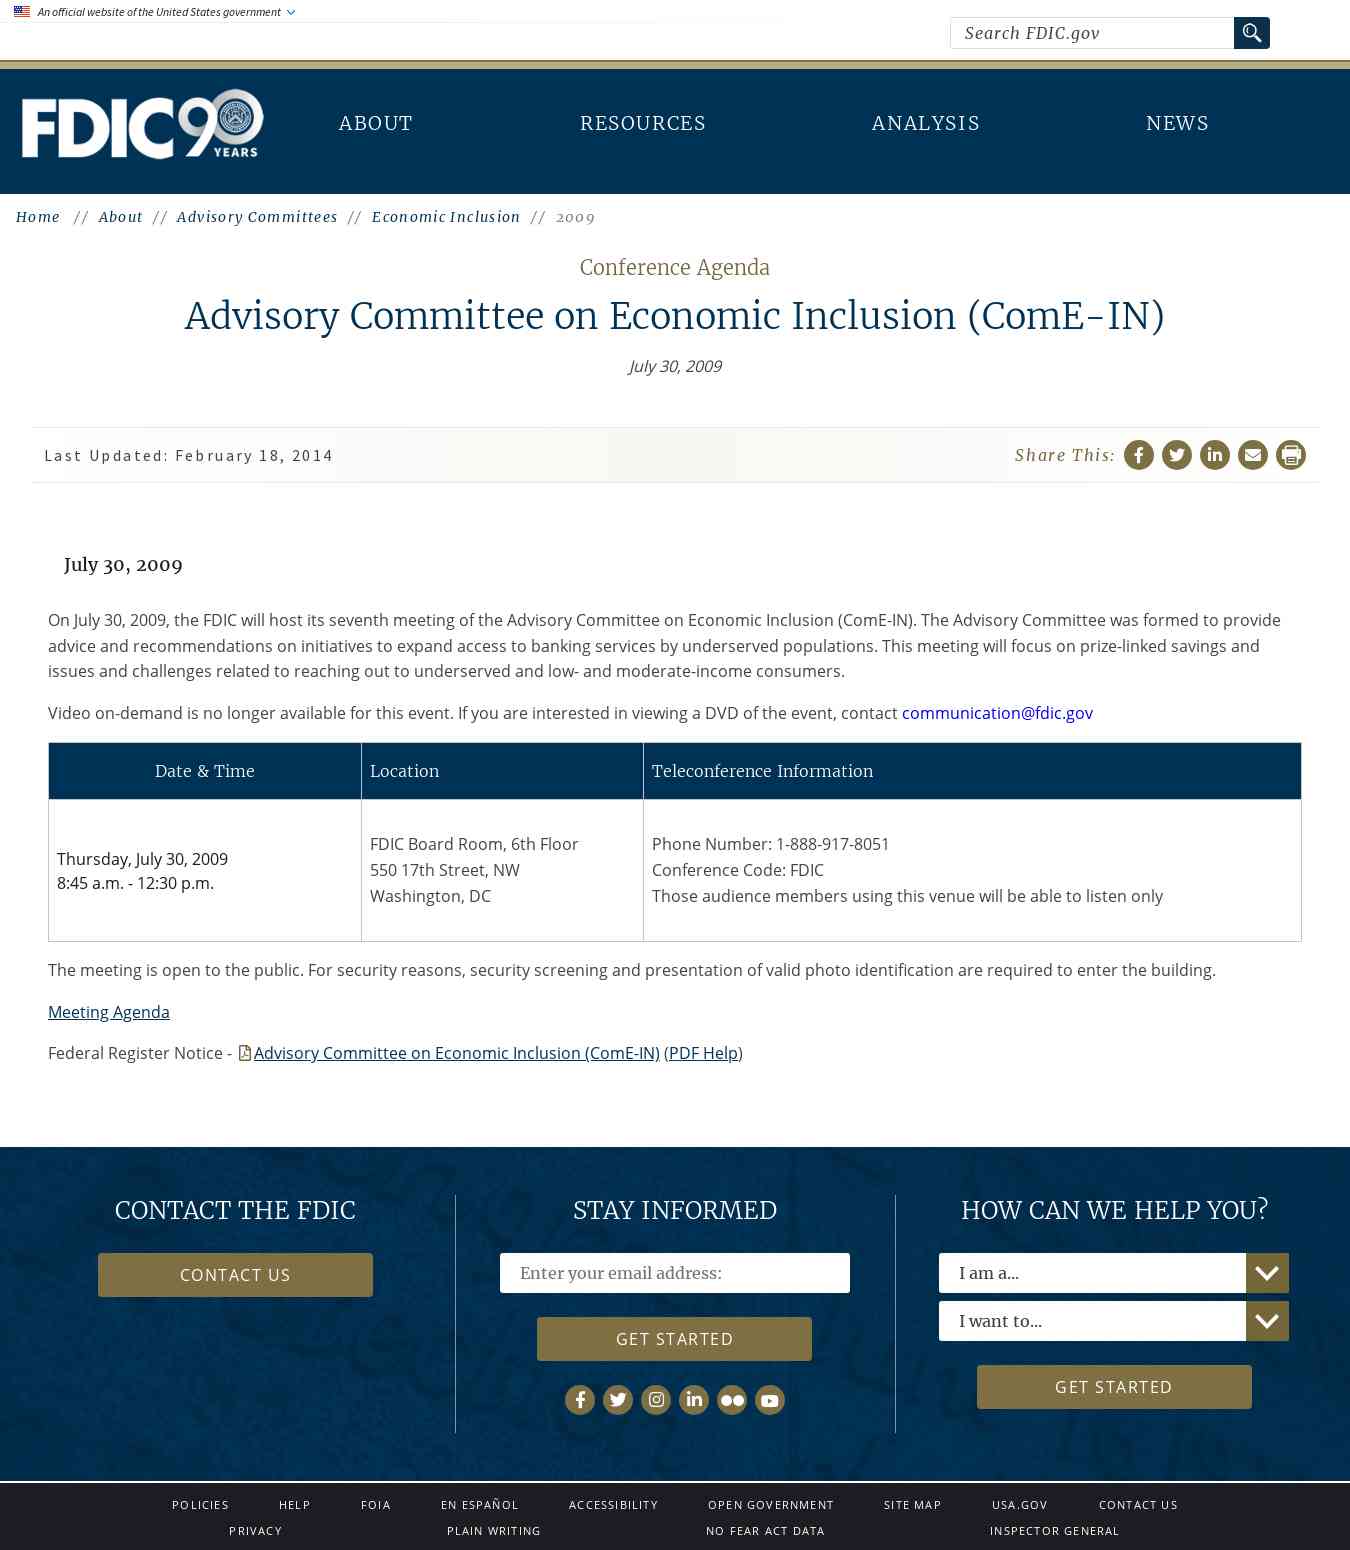 An official website of the United States government
Search FDIC.gov
FDIC 90 YEARS
ABOUT
RESOURCES
ANALYSIS
NEWS
Home // About // Advisory Committees // Economic Inclusion // 2009
Conference Agenda
Advisory Committee on Economic Inclusion (ComE-IN)
July 30, 2009
Last Updated: February 18, 2014
Share This:
July 30, 2009
On July 30, 2009, the FDIC will host its seventh meeting of the Advisory Committee on Economic Inclusion (ComE-IN). The Advisory Committee was formed to provide
advice and recommendations on initiatives to expand access to banking services by underserved populations. This meeting will focus on prize-linked savings and
issues and challenges related to reaching out to underserved and low- and moderate-income consumers.
Video on-demand is no longer available for this event. If you are interested in viewing a DVD of the event, contact communication@fdic.gov
Date & Time
Location
Teleconference Information
Thursday, July 30, 2009
8:45 a.m. - 12:30 p.m.
FDIC Board Room, 6th Floor
550 17th Street, NW
Washington, DC
Phone Number: 1-888-917-8051
Conference Code: FDIC
Those audience members using this venue will be able to listen only
The meeting is open to the public. For security reasons, security screening and presentation of valid photo identification are required to enter the building.
Meeting Agenda
Federal Register Notice - Advisory Committee on Economic Inclusion (ComE-IN) (PDF Help)
CONTACT THE FDIC
CONTACT US
STAY INFORMED
Enter your email address:
GET STARTED
HOW CAN WE HELP YOU?
I am a...
I want to...
GET STARTED
POLICIES HELP FOIA EN ESPAÑOL ACCESSIBILITY OPEN GOVERNMENT SITE MAP USA.GOV CONTACT US
PRIVACY PLAIN WRITING NO FEAR ACT DATA INSPECTOR GENERAL